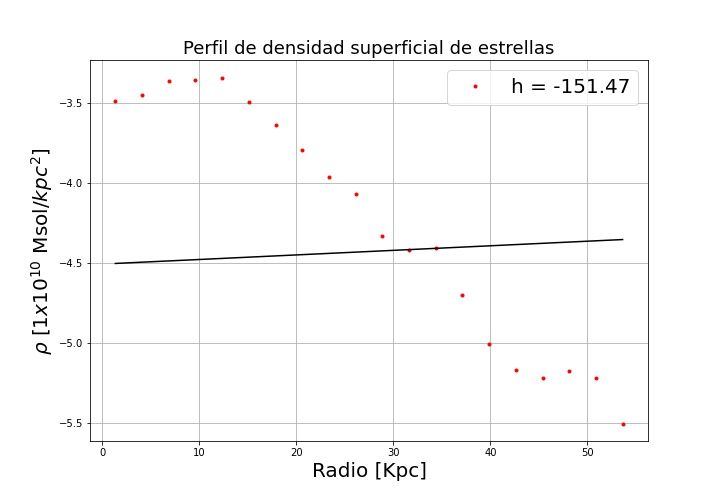 Perfil de densidad superficial de estrellas
h = -151.47
ρ [1x10¹⁰ Msol/kpc²]
−3.5
−4.0
−4.5
−5.0
−5.5
0 10 20 30 40 50
Radio [Kpc]